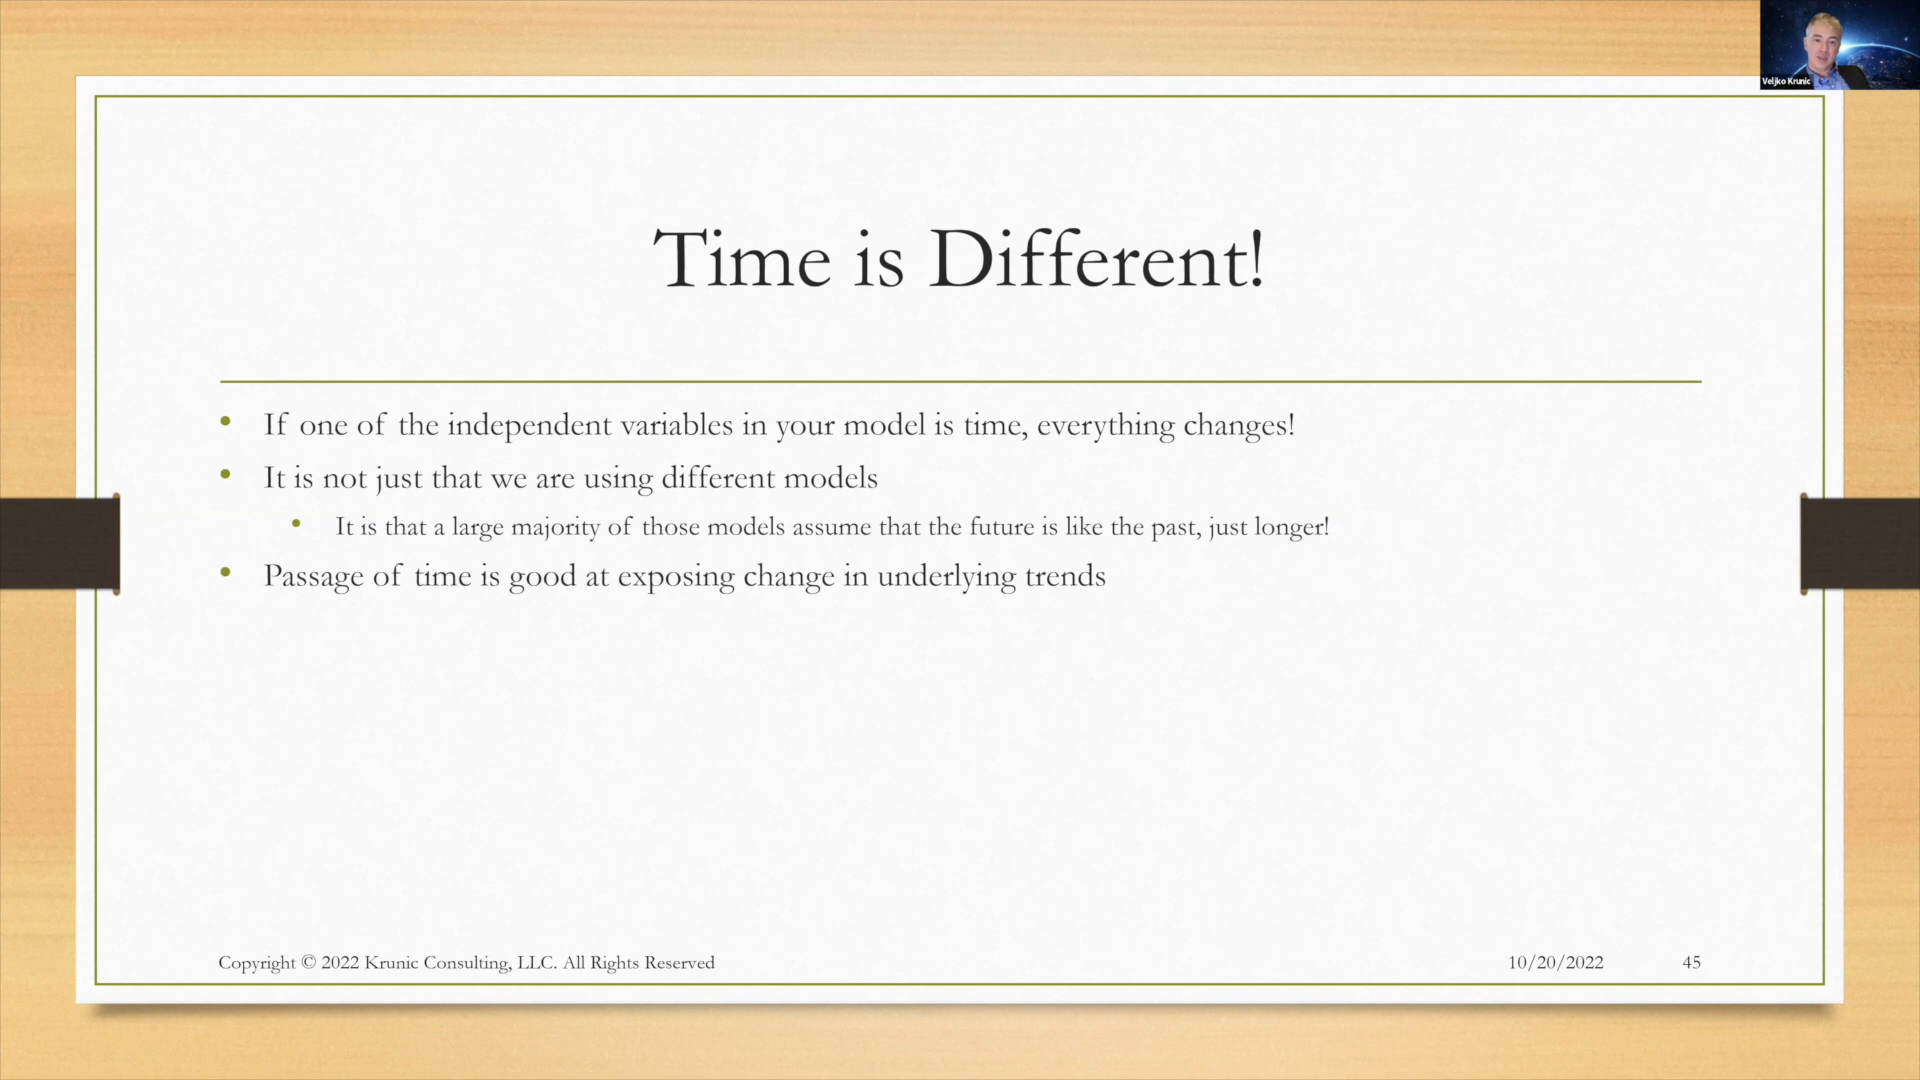 Veljko Krunic
Time is Different!
• If one of the independent variables in your model is time, everything changes!
• It is not just that we are using different models
• It is that a large majority of those models assume that the future is like the past, just longer!
• Passage of time is good at exposing change in underlying trends
Copyright © 2022 Krunic Consulting, LLC. All Rights Reserved
10/20/2022
45